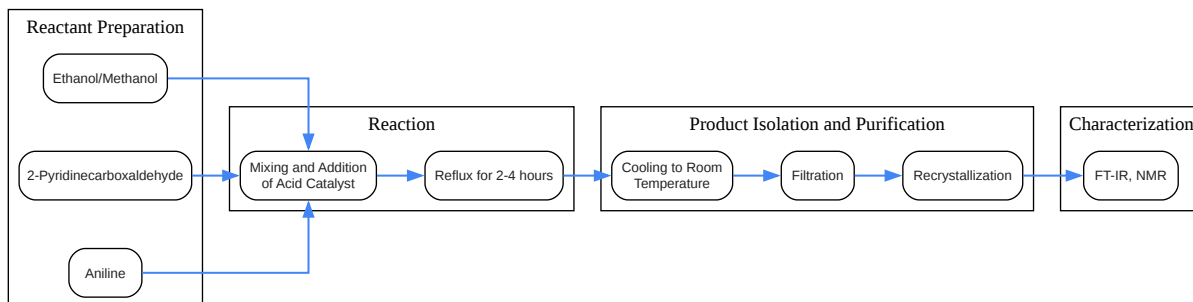 Reactant Preparation
Ethanol/Methanol
2-Pyridinecarboxaldehyde
Aniline
Reaction
Mixing and Addition
of Acid Catalyst
Reflux for 2-4 hours
Product Isolation and Purification
Cooling to Room
Temperature
Filtration
Recrystallization
Characterization
FT-IR, NMR